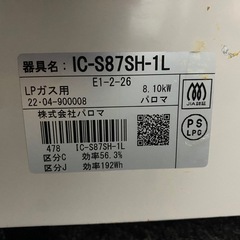 器具名: IC-S87SH-1L
E1-2-26
LPガス用 8.10kW
22・04-900008 パロマ
株式会社パロマ
478 IC-S87SH-1L
区分C 効率56.3%
区分J 効率192Wh
JIA認証
PS
LPG